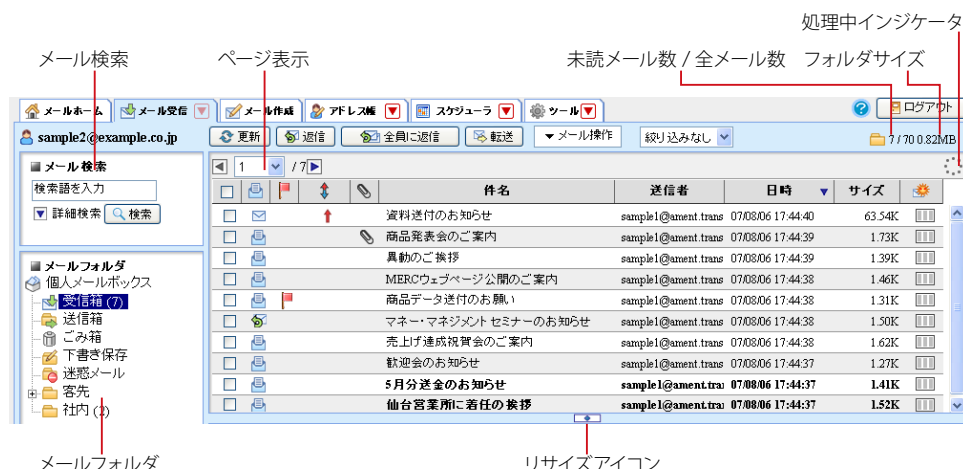 処理中インジケータ
メール検索 ページ表示 未読メール数 / 全メール数 フォルダサイズ
メールホーム メール受信 メール作成 アドレス帳 スケジューラ ツール ? ログアウト
sample2@example.co.jp 更新 返信 全員に返信 転送 ▼メール操作 絞り込みなし 7 / 70 0.82MB
メール検索
検索語を入力
詳細検索 検索
1 / 7
件名 送信者 日時 ▼ サイズ
資料送付のお知らせ sample1@ament.trans 07/08/06 17:44:40 63.54K
商品発表会のご案内 sample1@ament.trans 07/08/06 17:44:39 1.73K
異動のご挨拶 sample1@ament.trans 07/08/06 17:44:39 1.39K
MERCウェブページ公開のご案内 sample1@ament.trans 07/08/06 17:44:38 1.46K
商品データ送付のお願い sample1@ament.trans 07/08/06 17:44:38 1.31K
マネー・マネジメントセミナーのお知らせ sample1@ament.trans 07/08/06 17:44:38 1.50K
売上げ達成祝賀会のご案内 sample1@ament.trans 07/08/06 17:44:38 1.62K
歓迎会のお知らせ sample1@ament.trans 07/08/06 17:44:37 1.27K
5月分送金のお知らせ sample1@ament.tra 07/08/06 17:44:37 1.41K
仙台営業所に着任の挨拶 sample1@ament.tra 07/08/06 17:44:37 1.52K
メールフォルダ
個人メールボックス
受信箱 (7)
送信箱
ごみ箱
下書き保存
迷惑メール
客先
社内 (2)
メールフォルダ リサイズアイコン